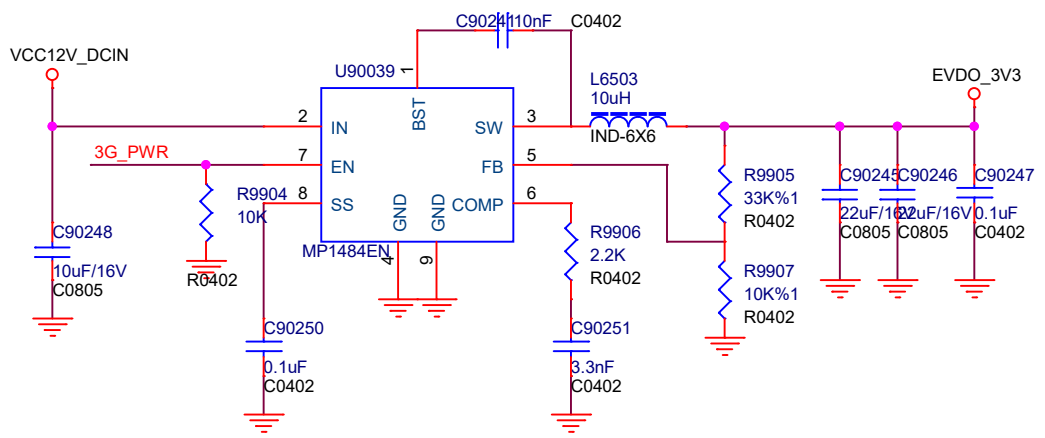 C90241
10nF
C0402
VCC12V_DCIN
U90039
1
BST
L6503
10uH
IND-6X6
EVDO_3V3
2
IN
SW
3
3G_PWR
7
EN
FB
5
8
SS
COMP
6
GND
GND
4
9
MP1484EN
R9904
10K
R0402
R9905
33K%1
R0402
C90245
22uF/16V
C0805
C90246
22uF/16V
C0805
C90247
0.1uF
C0402
C90248
10uF/16V
C0805
R9906
2.2K
R0402
R9907
10K%1
R0402
C90250
0.1uF
C0402
C90251
3.3nF
C0402